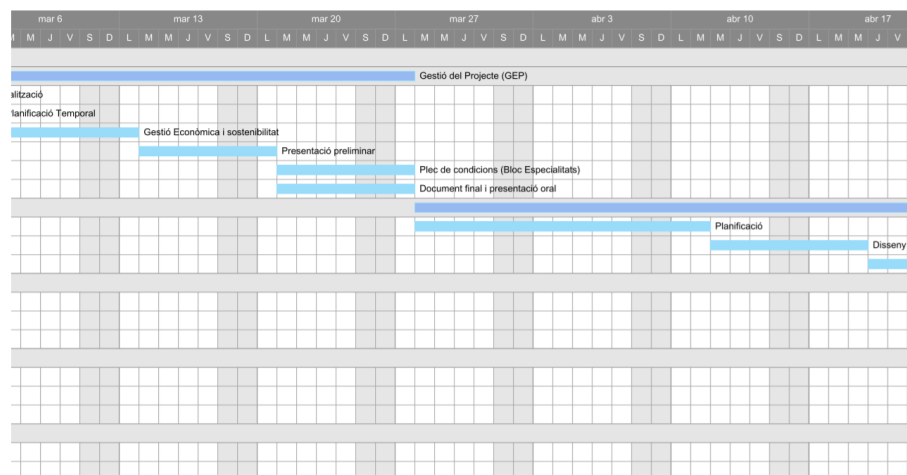 mar 6 mar 13 mar 20 mar 27 abr 3 abr 10 abr 17
M M J V S D L M M J V S D L M M J V S D L M M J V S D L M M J V S D L M M J V S D L M M J V
Gestió del Projecte (GEP)
alització
Planificació Temporal
Gestió Econòmica i sostenibilitat
Presentació preliminar
Plec de condicions (Bloc Especialitats)
Document final i presentació oral
Planificació
Disseny